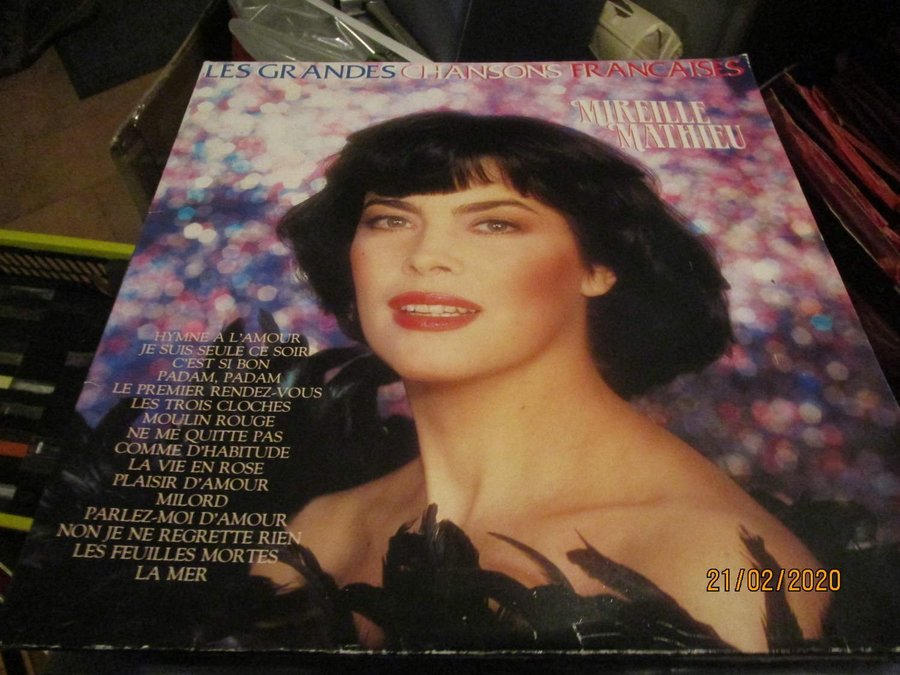 LES GRANDES CHANSONS FRANCAISES
MIREILLE
MATHIEU
HYMNE A L'AMOUR
JE SUIS SEULE CE SOIR
C'EST SI BON
PADAM, PADAM
LE PREMIER RENDEZ-VOUS
LES TROIS CLOCHES
MOULIN ROUGE
NE ME QUITTE PAS
COMME D'HABITUDE
LA VIE EN ROSE
PLAISIR D'AMOUR
MILORD
PARLEZ-MOI D'AMOUR
NON JE NE REGRETTE RIEN
LES FEUILLES MORTES
LA MER
21/02/2020